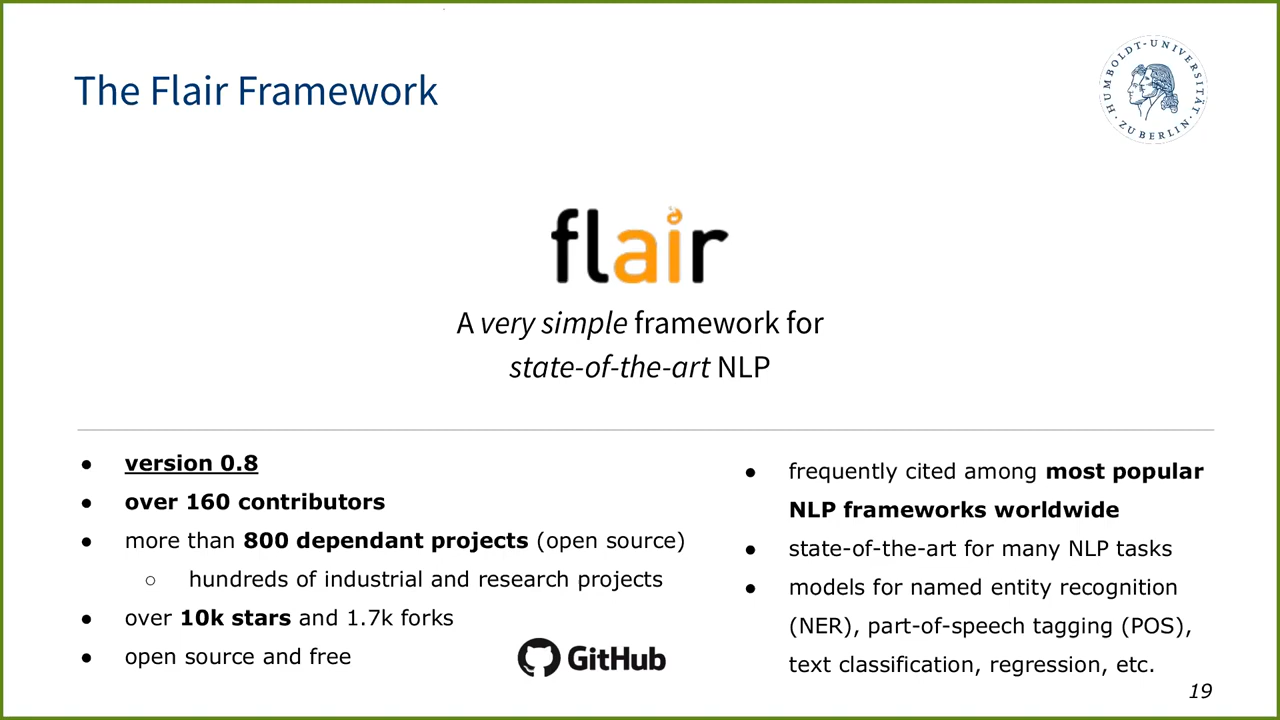 The Flair Framework
HUMBOLDT-UNIVERSITÄT ZU BERLIN
flair
A very simple framework for
state-of-the-art NLP
● version 0.8
● over 160 contributors
● more than 800 dependant projects (open source)
○ hundreds of industrial and research projects
● over 10k stars and 1.7k forks
● open source and free
GitHub
● frequently cited among most popular
NLP frameworks worldwide
● state-of-the-art for many NLP tasks
● models for named entity recognition
(NER), part-of-speech tagging (POS),
text classification, regression, etc.
19